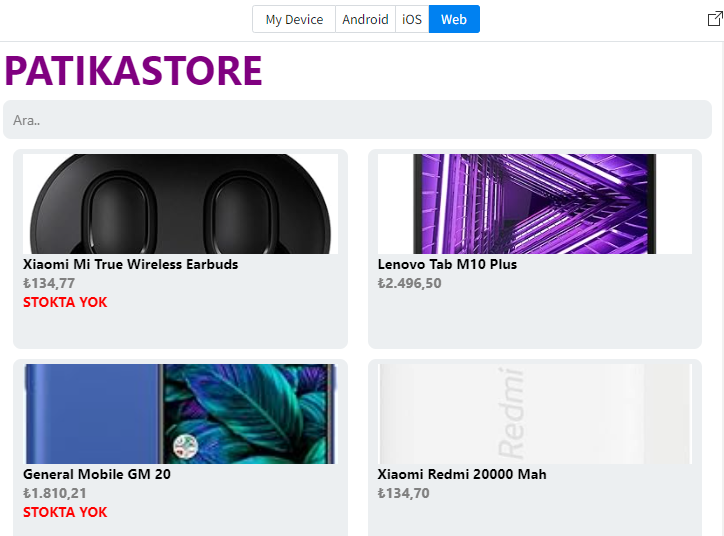 My Device Android iOS Web
PATIKASTORE
Ara..
Xiaomi Mi True Wireless Earbuds
₺134,77
STOKTA YOK
Lenovo Tab M10 Plus
₺2.496,50
General Mobile GM 20
₺1.810,21
STOKTA YOK
Redmi
Xiaomi Redmi 20000 Mah
₺134,70